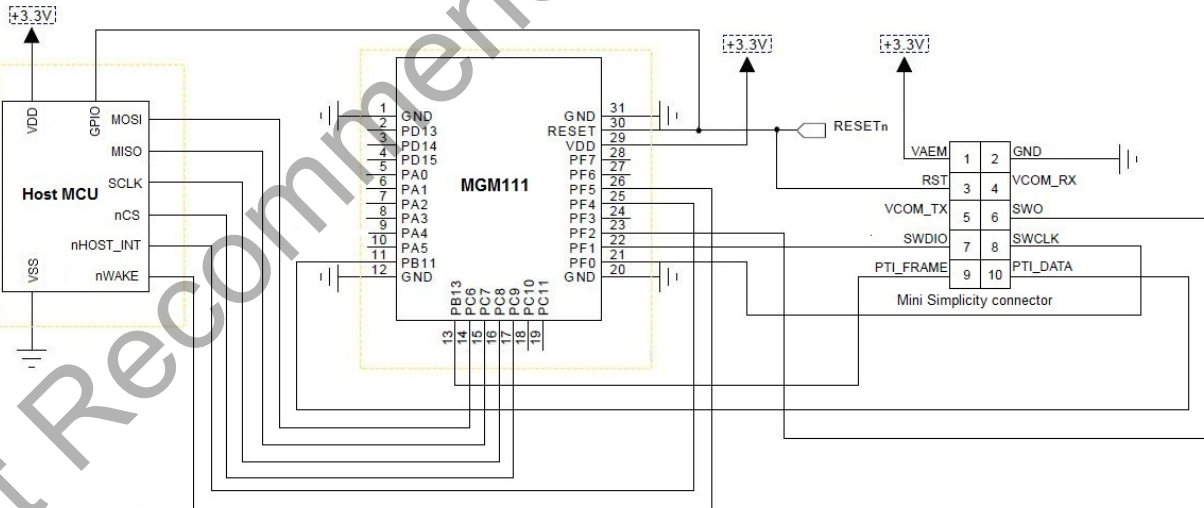 +3.3V
+3.3V
+3.3V
Host MCU
VDD
GPIO
VSS
MOSI
MISO
SCLK
nCS
nHOST_INT
nWAKE
MGM111
1 GND
2 PD13
3 PD14
4 PD15
5 PA0
6 PA1
7 PA2
8 PA3
9 PA4
10 PA5
11 PB11
12 GND
13 PB13
14 PC6
15 PC7
16 PC8
17 PC9
18 PC10
19 PC11
GND 31
RESET 30
VDD 29
PF7 28
PF6 27
PF5 26
PF4 25
PF3 24
PF2 23
PF1 22
PF0 21
GND 20
RESETn
VAEM 1 2 GND
RST 3 4 VCOM_RX
VCOM_TX 5 6 SWO
SWDIO 7 8 SWCLK
PTI_FRAME 9 10 PTI_DATA
Mini Simplicity connector
t Recommen